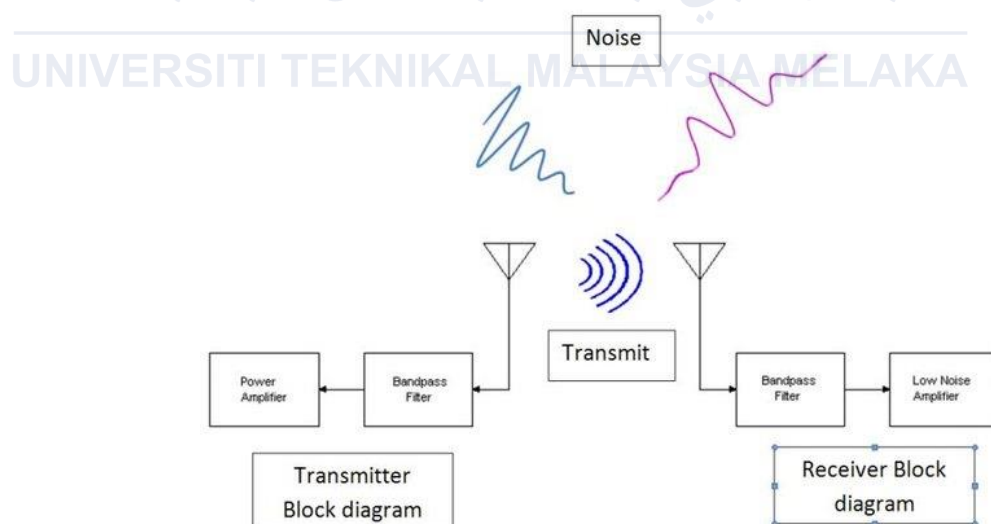 Noise
UNIVERSITI TEKNIKAL MALAYSIA MELAKA
Transmit
Power
Amplifier
Bandpass
Filter
Bandpass
Filter
Low Noise
Amplifier
Transmitter
Block diagram
Receiver Block
diagram